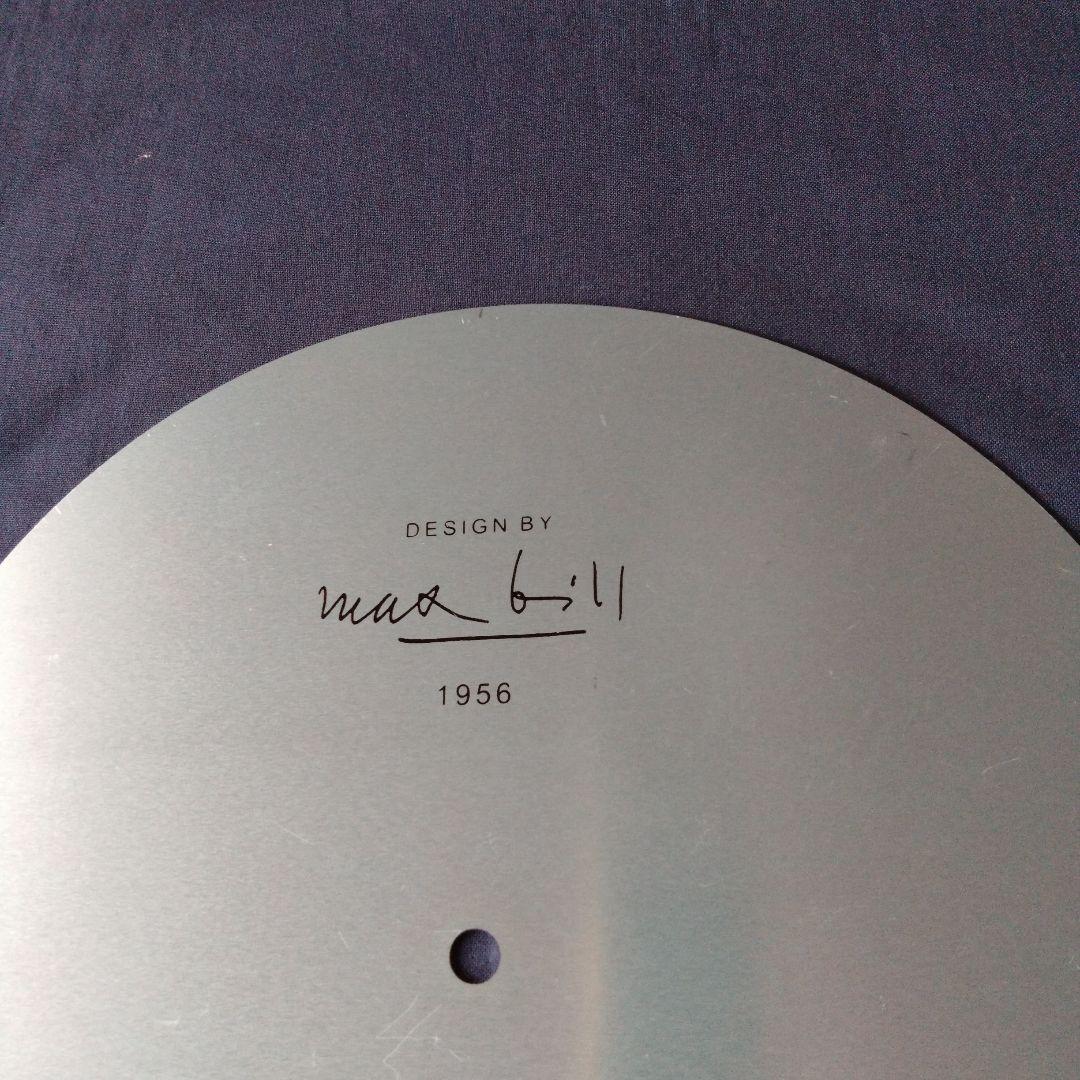 DESIGN BY
max bill
1956